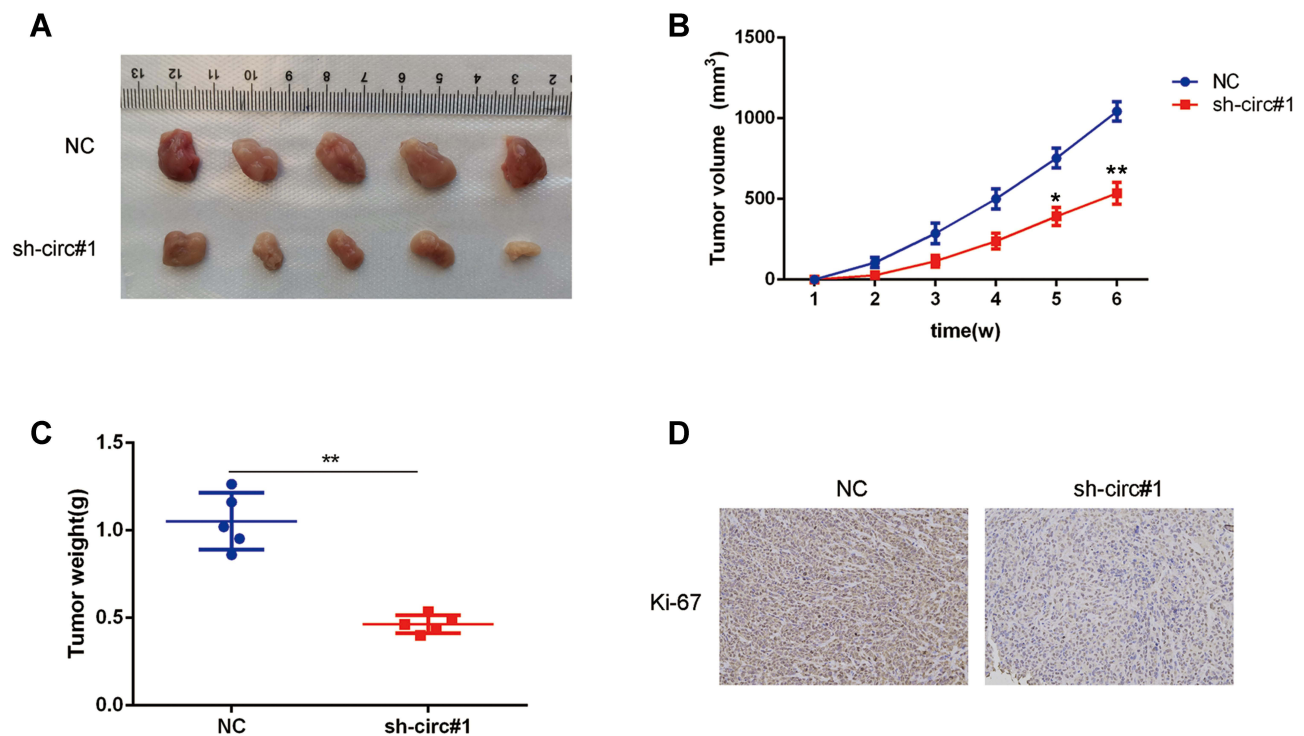 A
13 12 11 10 9 8 7 6 5 4 3 2
NC
sh-circ#1
B
Tumor volume (mm³)
1500
1000
500
0
1 2 3 4 5 6
time(w)
NC
sh-circ#1
*
**
C
Tumor weight(g)
1.5
1.0
0.5
0.0
**
NC sh-circ#1
D
NC sh-circ#1
Ki-67